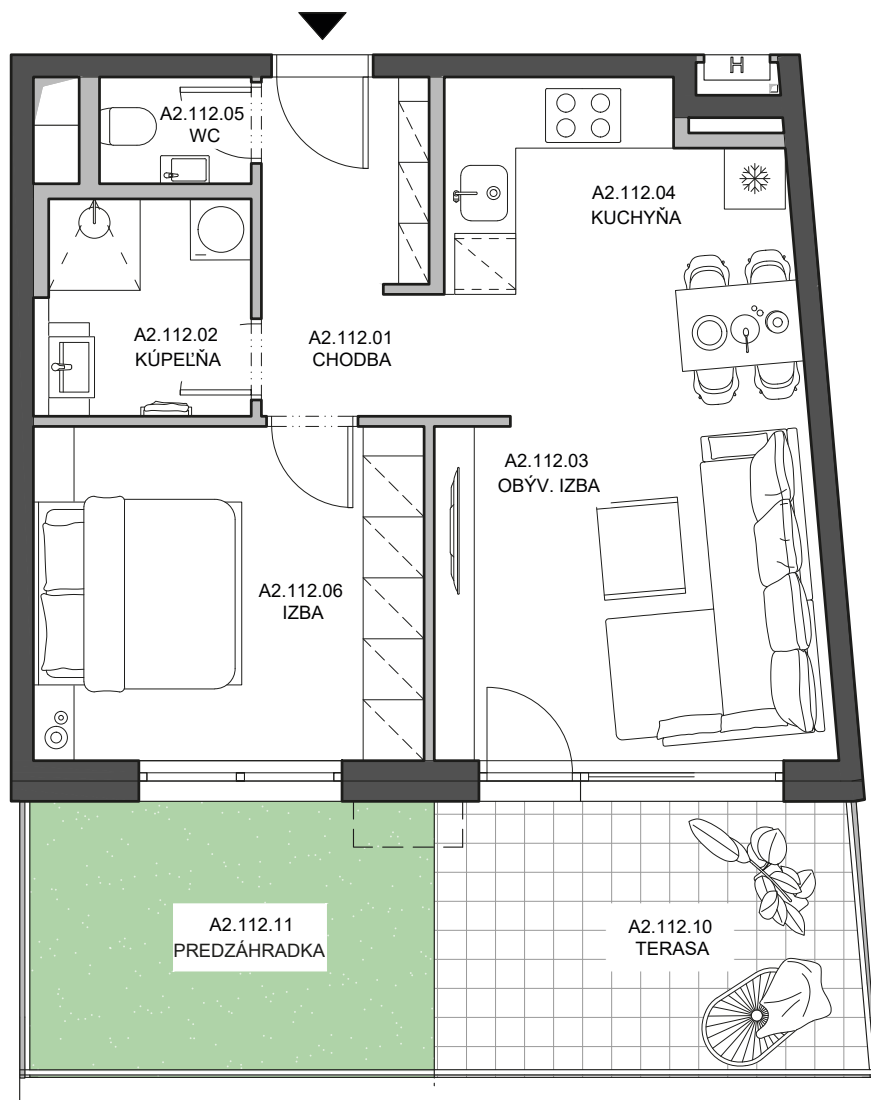 H
A2.112.05
WC
A2.112.04
KUCHYŇA
A2.112.02
KÚPEĽŇA
A2.112.01
CHODBA
A2.112.03
OBÝV. IZBA
A2.112.06
IZBA
A2.112.11
PREDZÁHRADKA
A2.112.10
TERASA